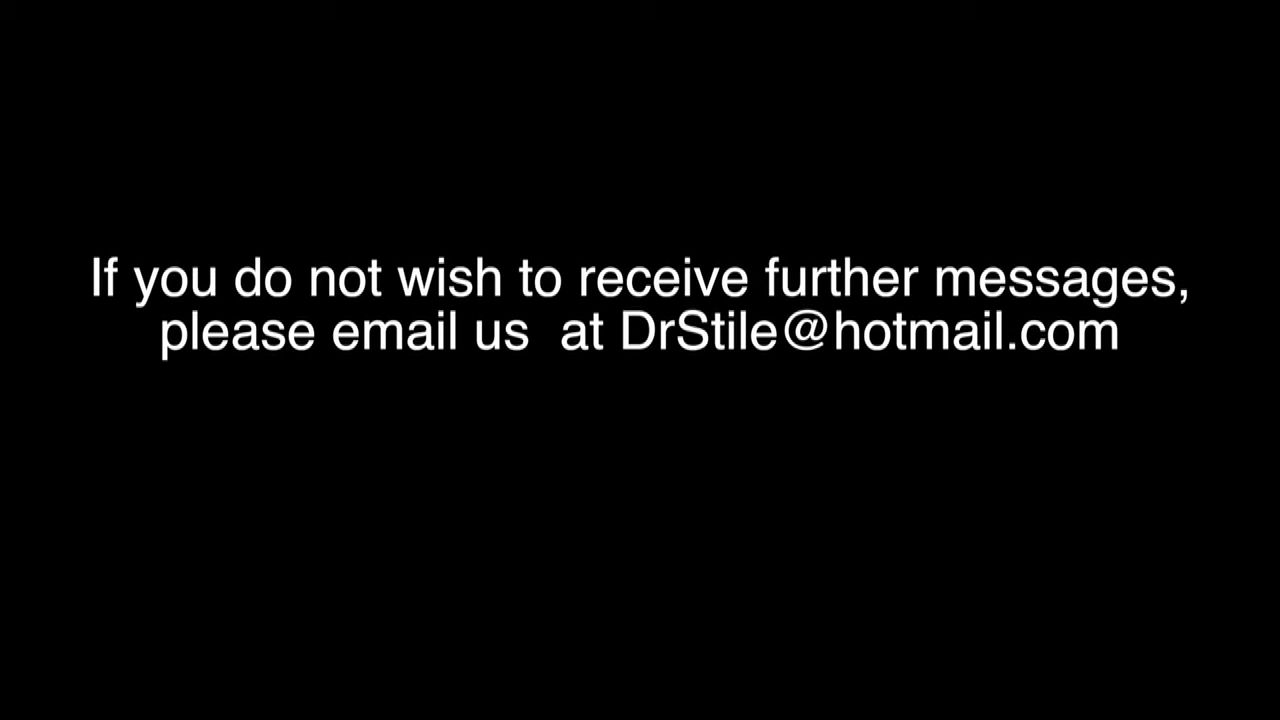 If you do not wish to receive further messages,
please email us  at DrStile@hotmail.com